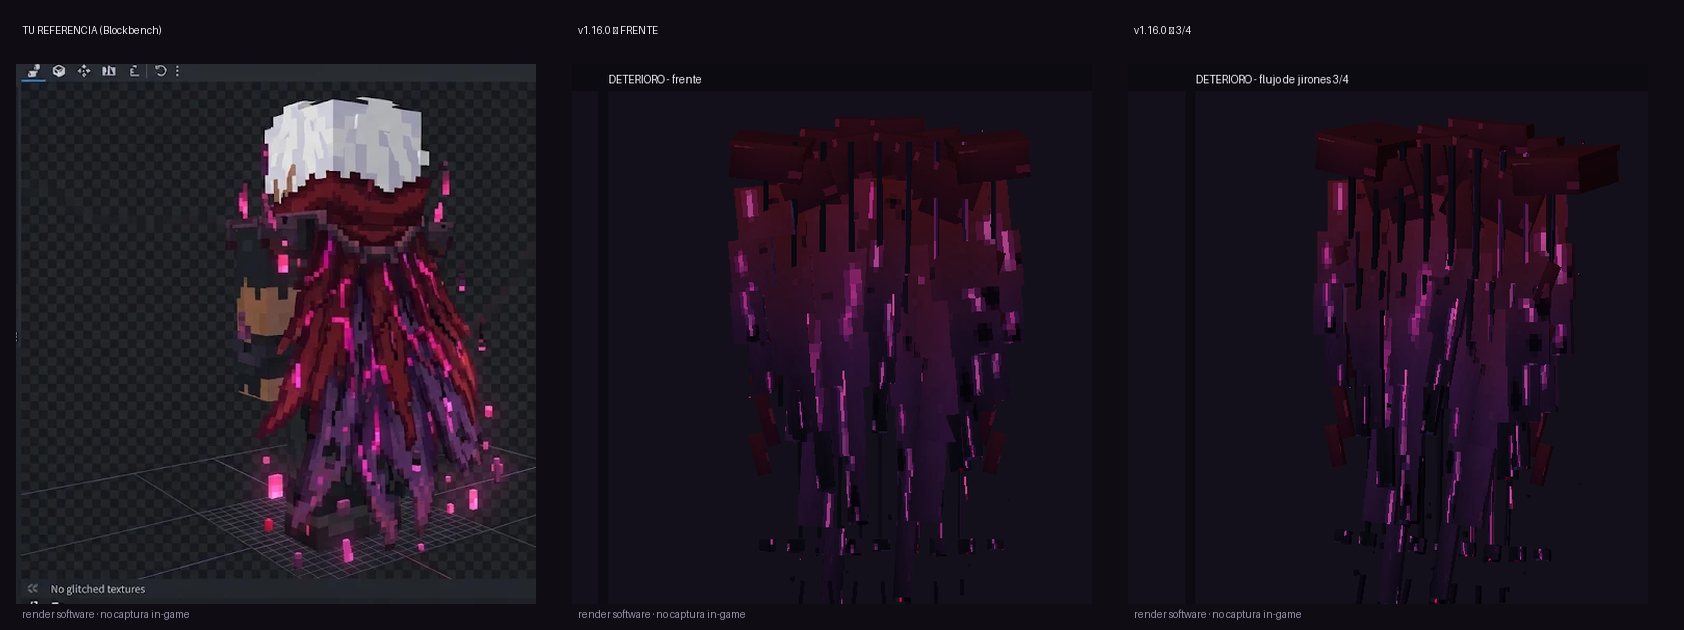 TU REFERENCIA (Blockbench)
v1.16.0 ▯ FRENTE
v1.16.0 ▯ 3/4
DETERIORO - frente
DETERIORO - flujo de jirones 3/4
No glitched textures
render software · no captura in-game
render software · no captura in-game
render software · no captura in-game